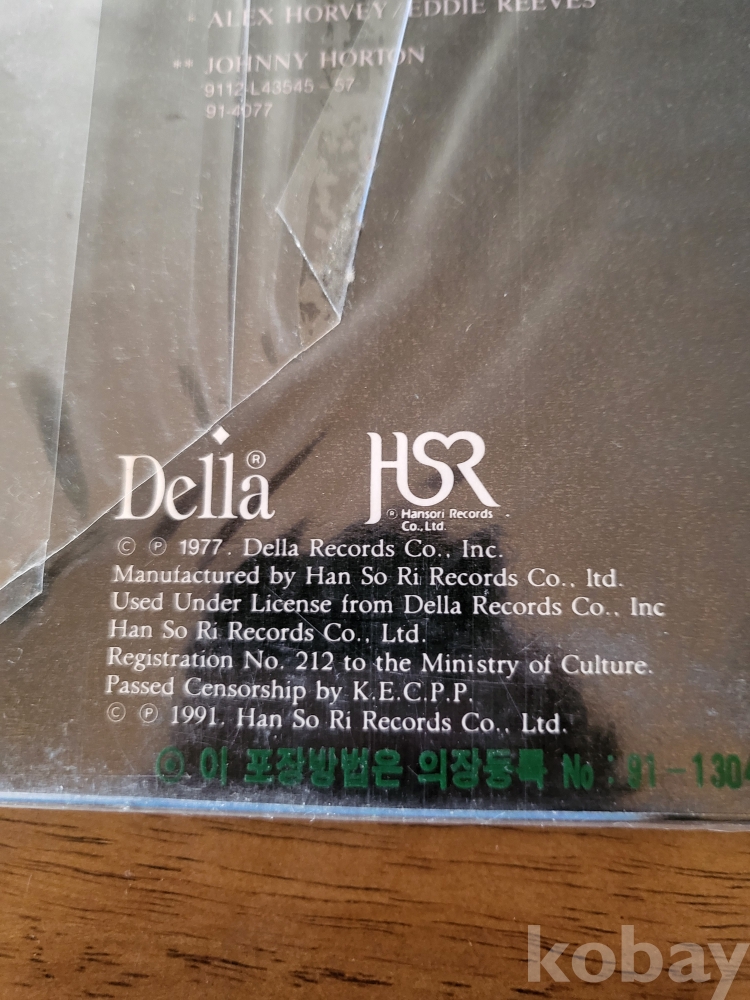 ALEX HORVEY / EDDIE REEVES
** JOHNNY HORTON
9112-L43545-57
91-4077
Della ®
HSR
® Hansori Records
Co., Ltd.
© ℗ 1977. Della Records Co., Inc.
Manufactured by Han So Ri Records Co., ltd.
Used Under License from Della Records Co., Inc
Han So Ri Records Co., Ltd.
Registration No. 212 to the Ministry of Culture.
Passed Censorship by K.E.C.P.P.
© ℗ 1991. Han So Ri Records Co., Ltd.
이 포장방법은 의장등록 No : 91-1304
kobay